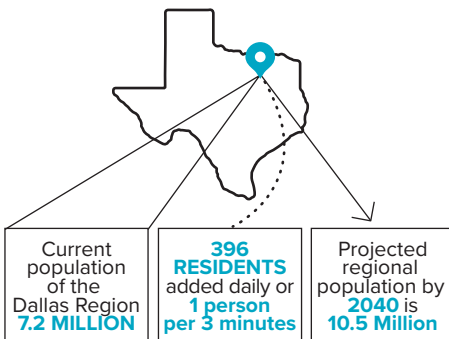 Current
population
of the
Dallas Region
7.2 MILLION
396
RESIDENTS
added daily or
1 person
per 3 minutes
Projected
regional
population by
2040 is
10.5 Million